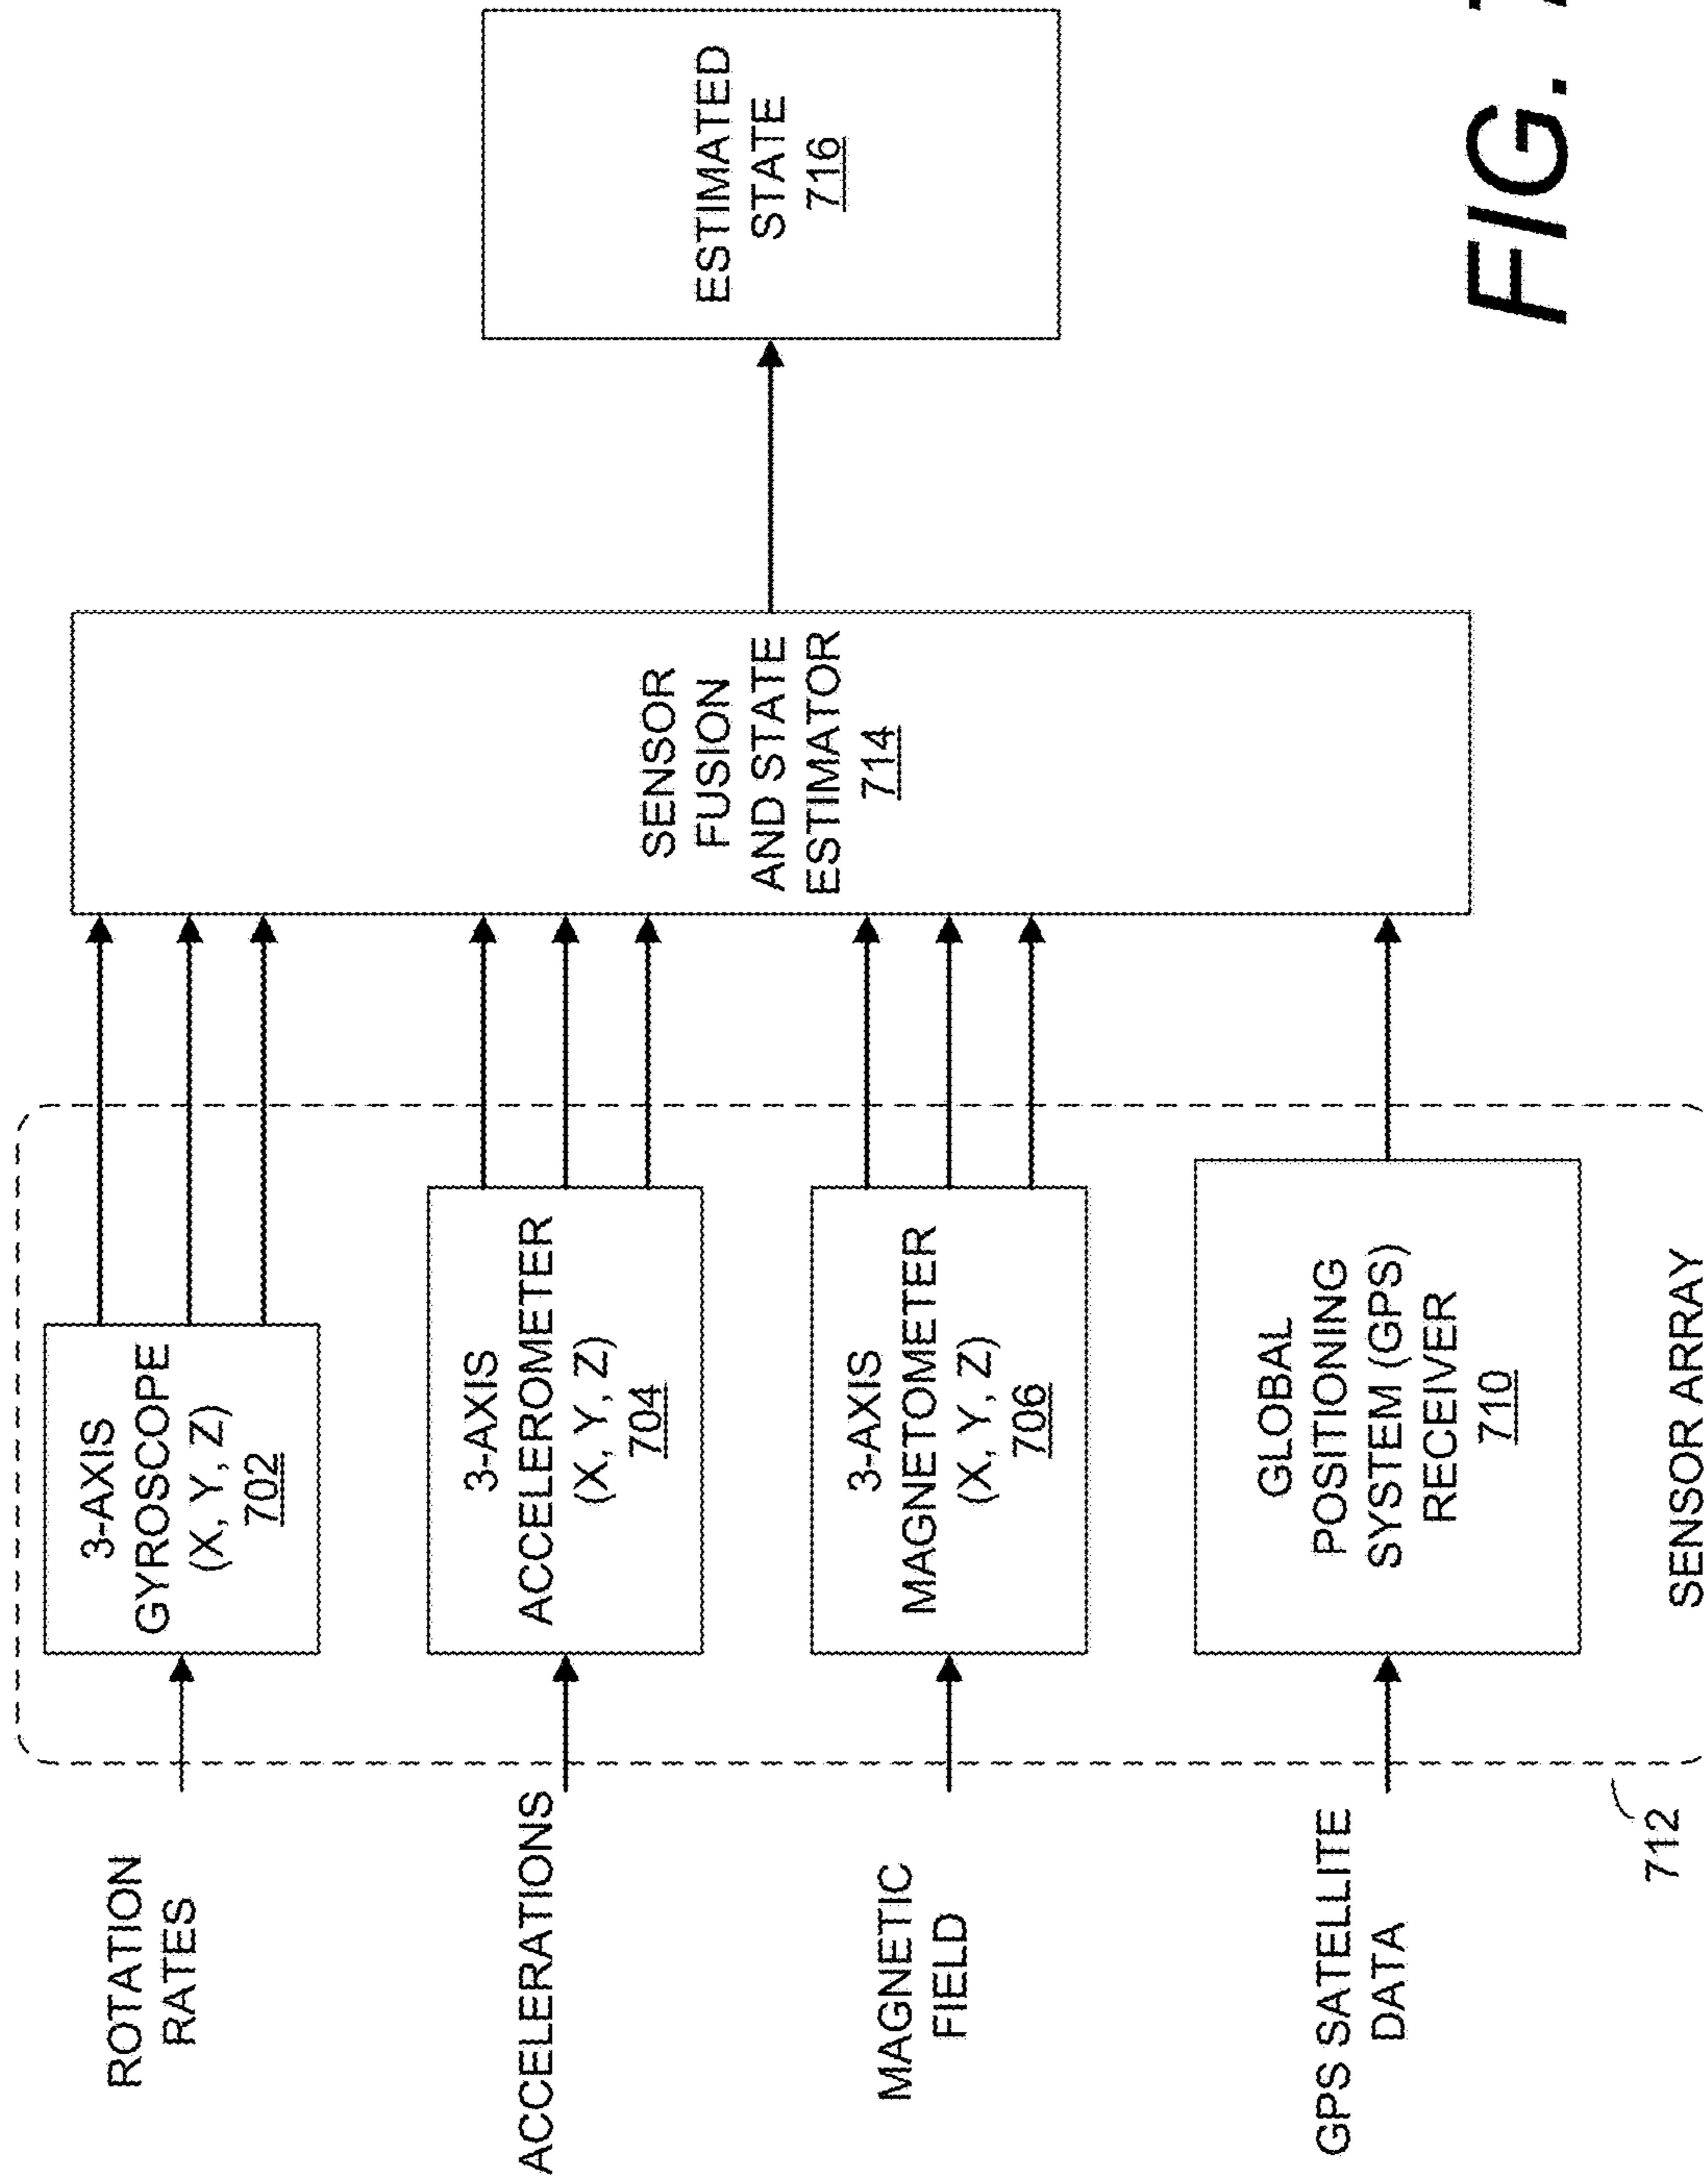 ROTATION
RATES
3-AXIS
GYROSCOPE
(X, Y, Z)
702
ACCELERATIONS
3-AXIS
ACCELEROMETER
(X, Y, Z)
704
MAGNETIC
FIELD
3-AXIS
MAGNETOMETER
(X, Y, Z)
706
GPS SATELLITE
DATA
GLOBAL
POSITIONING
SYSTEM (GPS)
RECEIVER
710
712
SENSOR ARRAY
SENSOR
FUSION
AND STATE
ESTIMATOR
714
ESTIMATED
STATE
716
FIG.